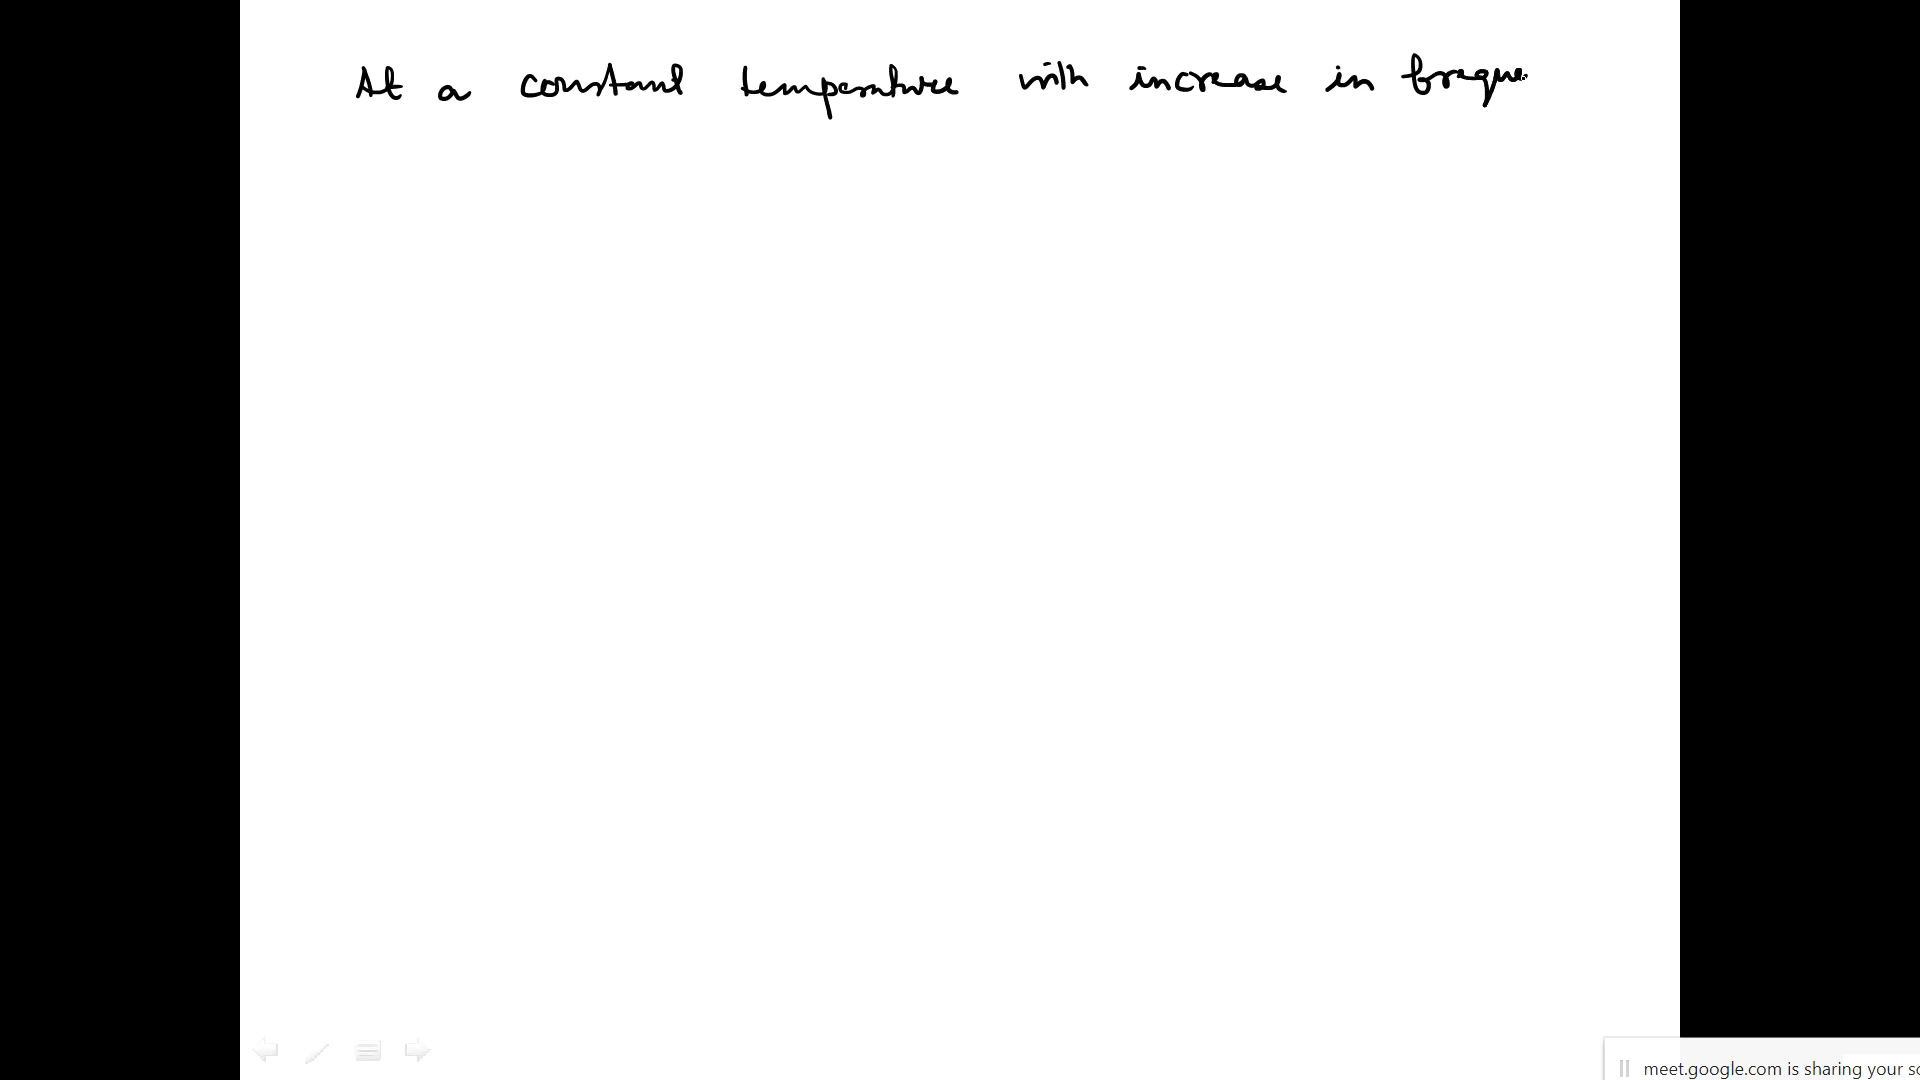 At a constant temperature with increase in freque
meet.google.com is sharing your sc